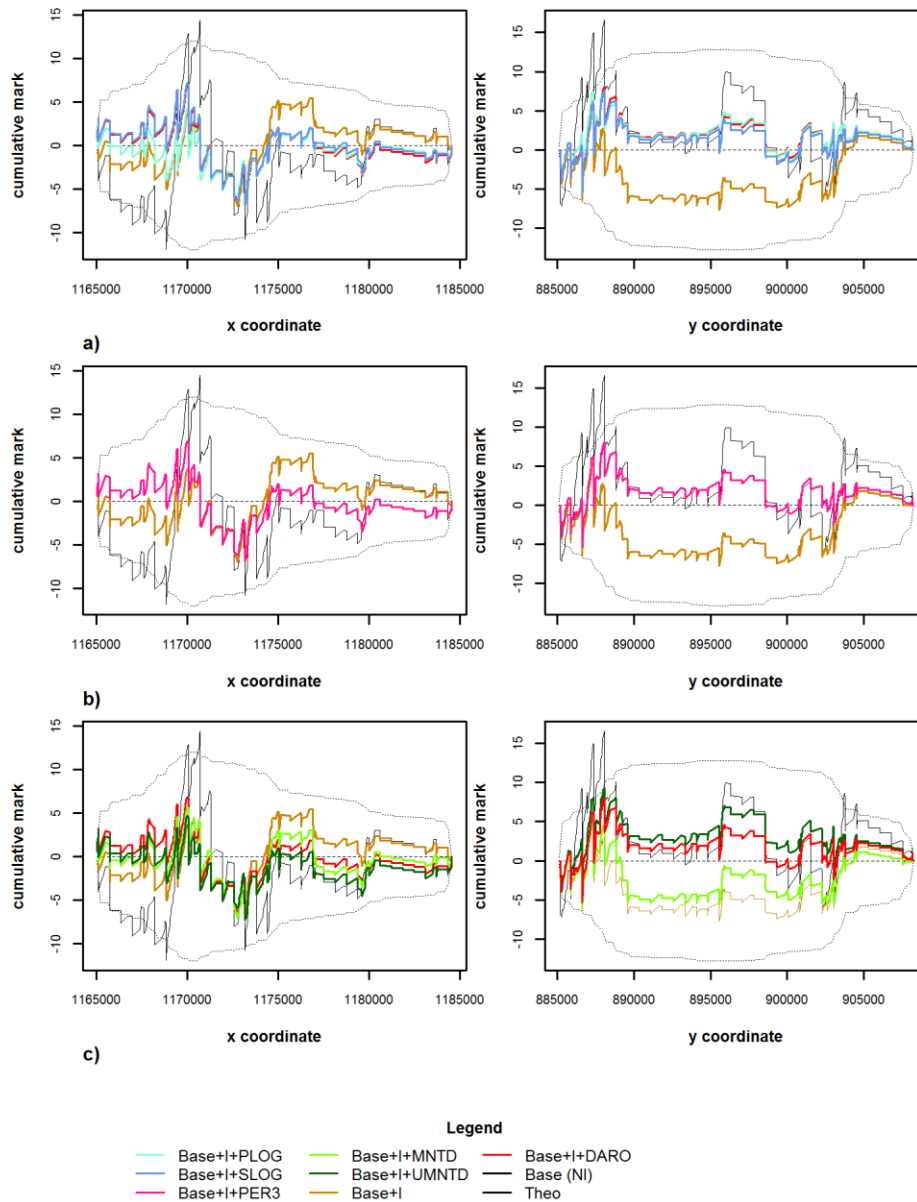 cumulative mark
15
10
5
0
-5
-10
1165000 1170000 1175000 1180000 1185000
x coordinate
a)
cumulative mark
15
10
5
0
-5
-10
885000 890000 895000 900000 905000
y coordinate
cumulative mark
15
10
5
0
-5
-10
1165000 1170000 1175000 1180000 1185000
x coordinate
b)
cumulative mark
15
10
5
0
-5
-10
885000 890000 895000 900000 905000
y coordinate
cumulative mark
15
10
5
0
-5
-10
1165000 1170000 1175000 1180000 1185000
x coordinate
c)
cumulative mark
15
10
5
0
-5
-10
885000 890000 895000 900000 905000
y coordinate
Legend
Base+I+PLOG Base+I+MNTD Base+I+DARO
Base+I+SLOG Base+I+UMNTD Base (NI)
Base+I+PER3 Base+I Theo